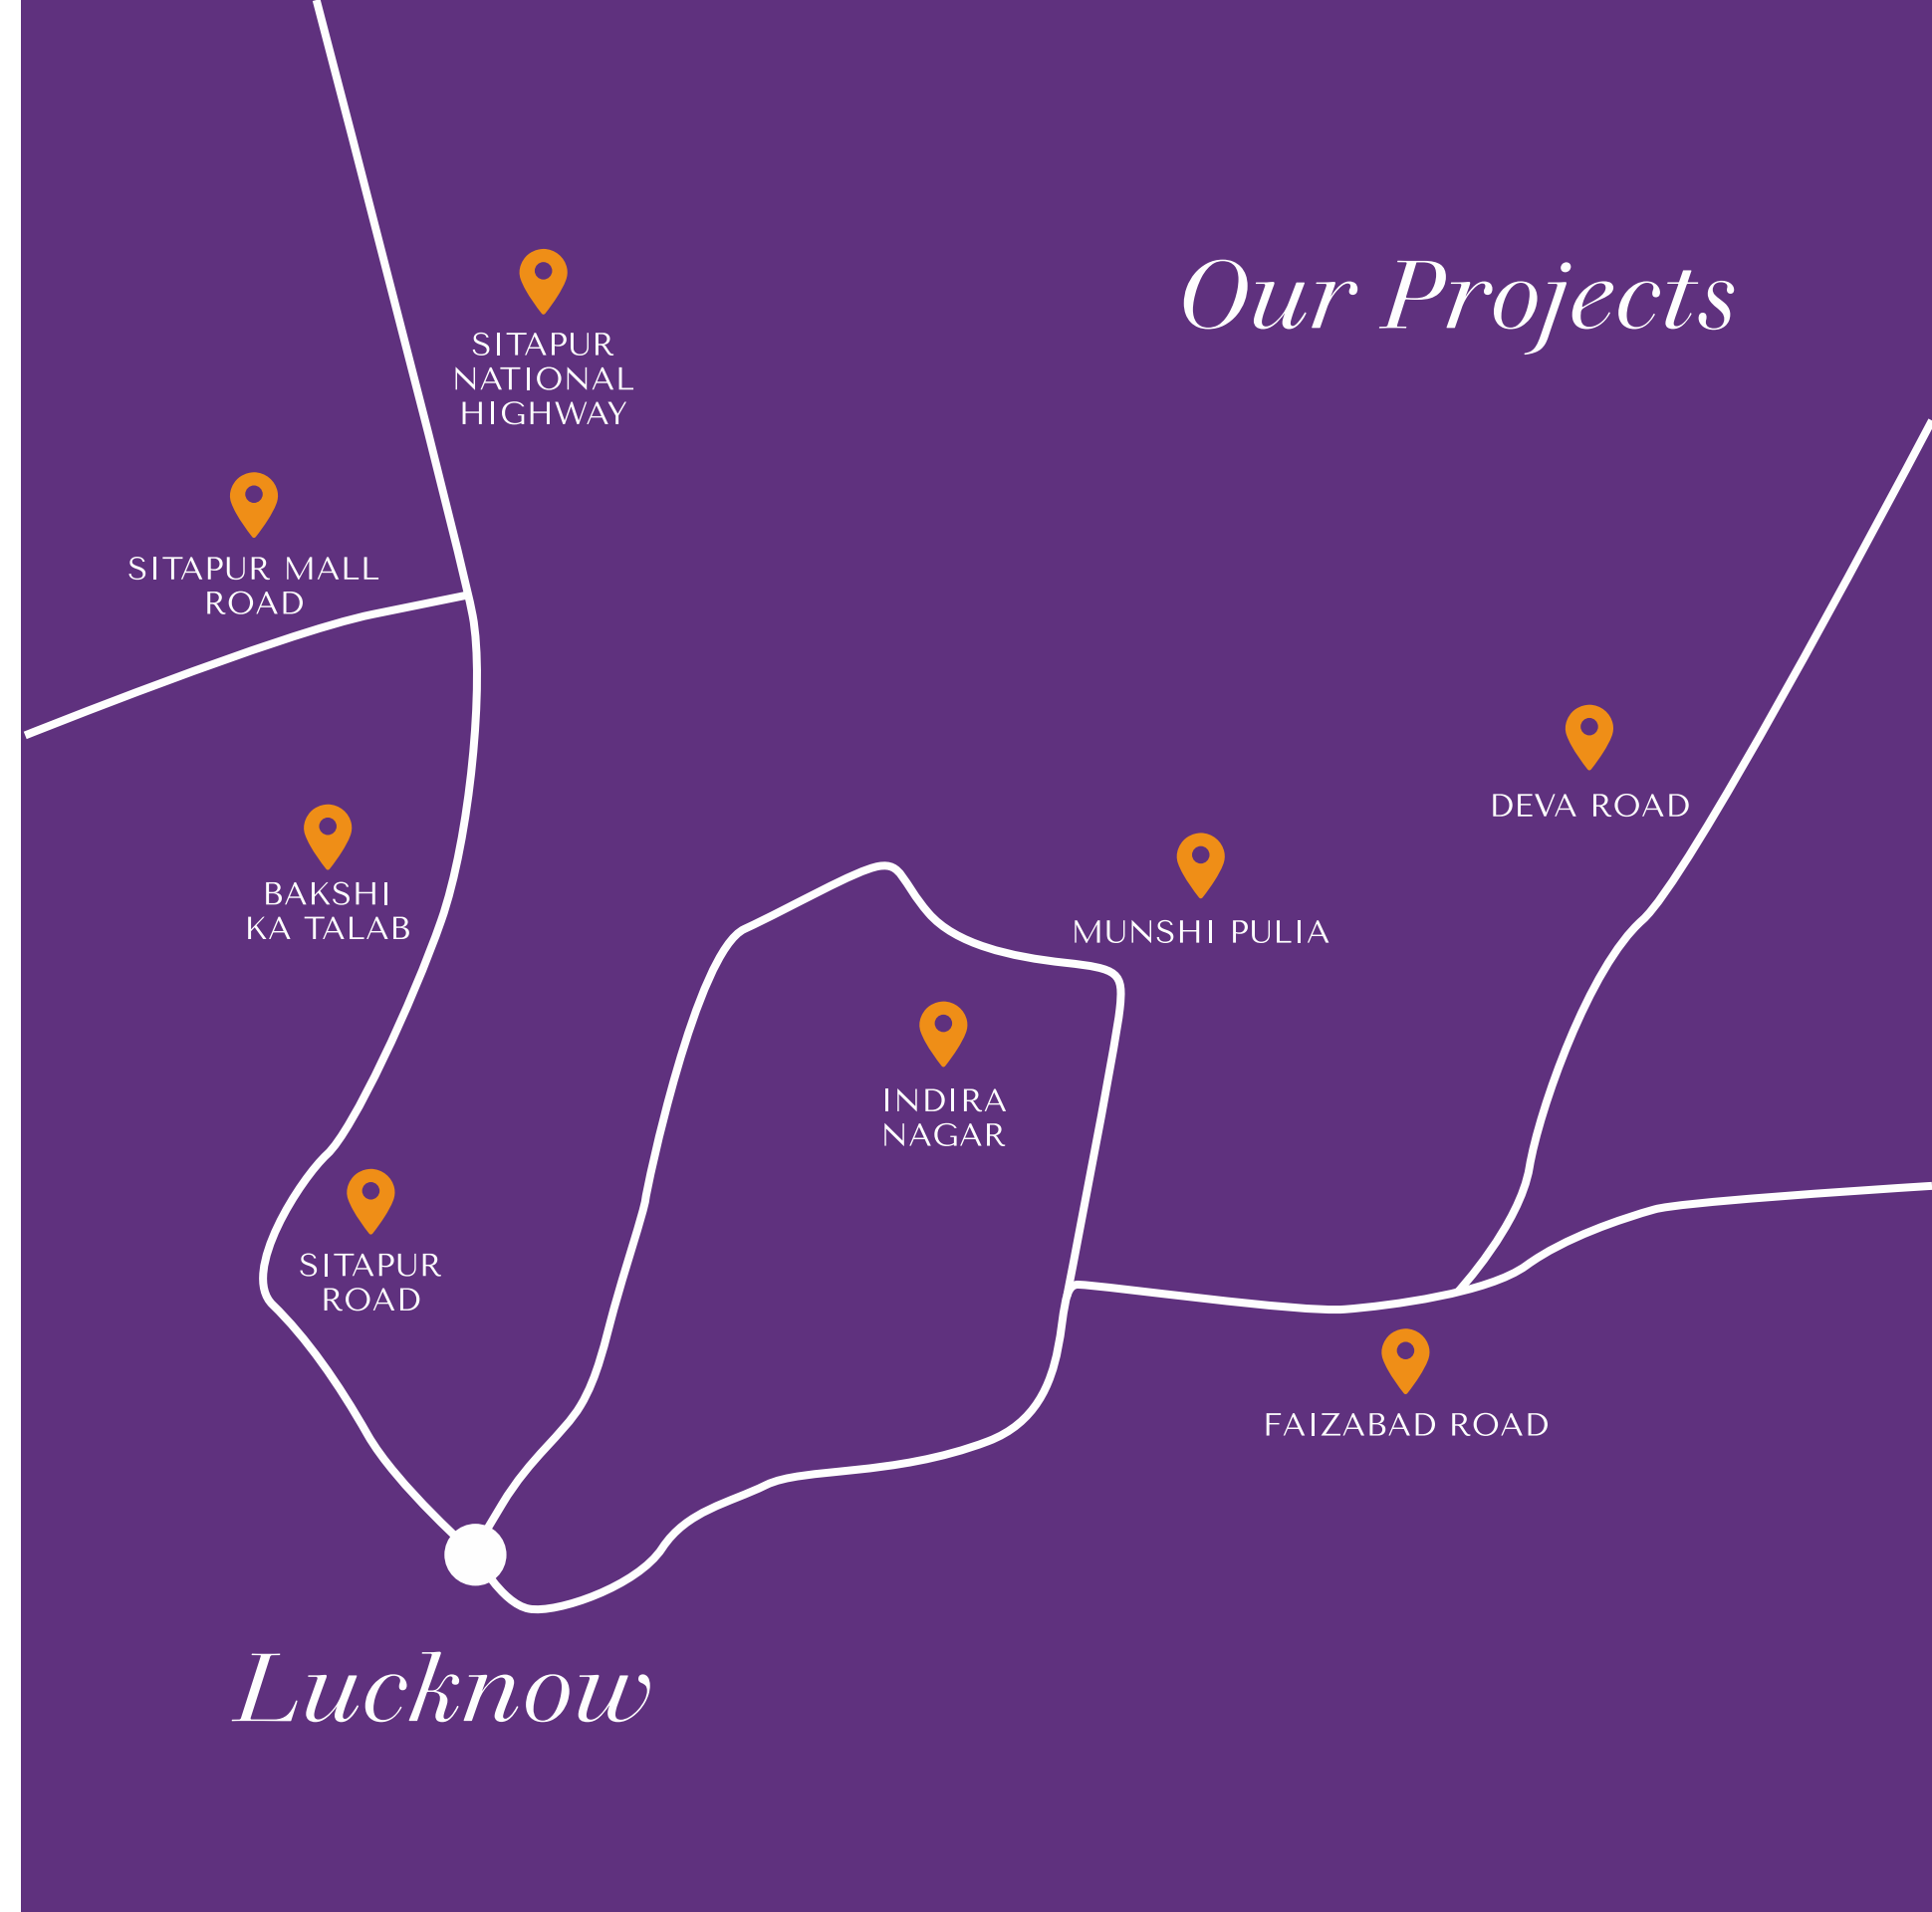 Our Projects
SITAPUR
NATIONAL
HIGHWAY
SITAPUR MALL
ROAD
DEVA ROAD
BAKSHI
KA TALAB
MUNSHI PULIA
INDIRA
NAGAR
SITAPUR
ROAD
FAIZABAD ROAD
Lucknow